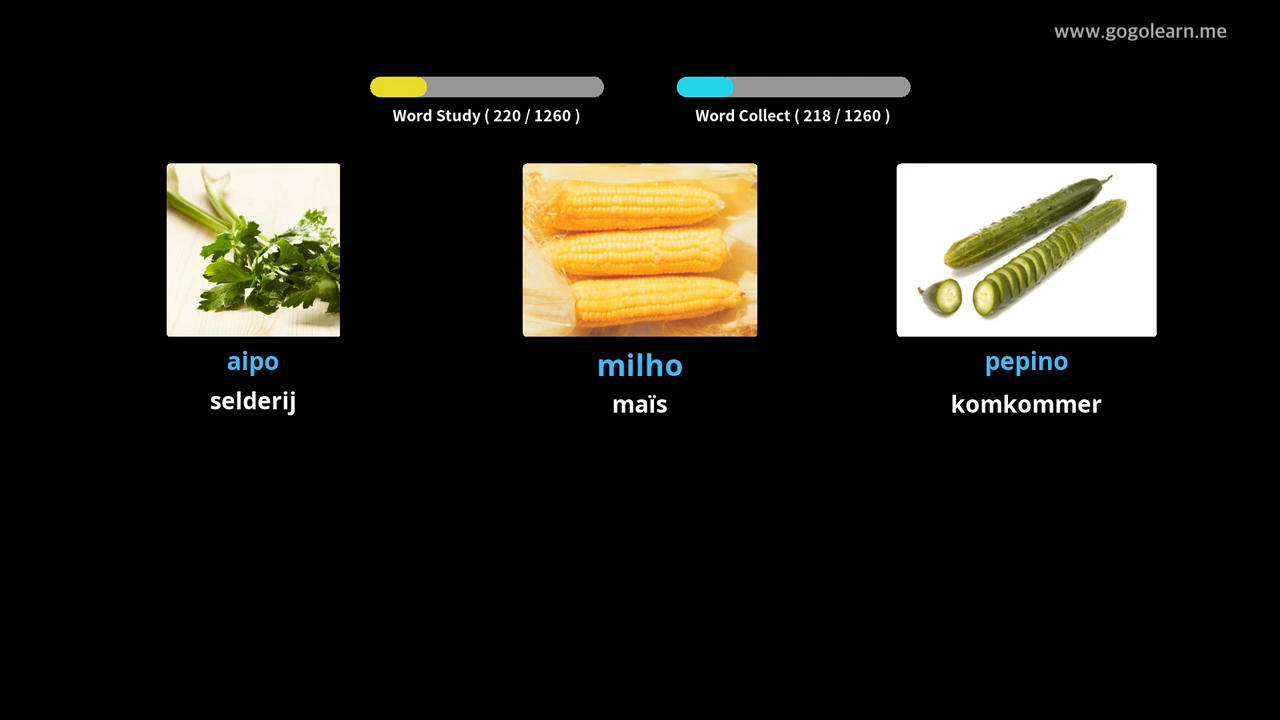 www.gogolearn.me
Word Study ( 220 / 1260 )
Word Collect ( 218 / 1260 )
aipo
selderij
milho
maïs
pepino
komkommer